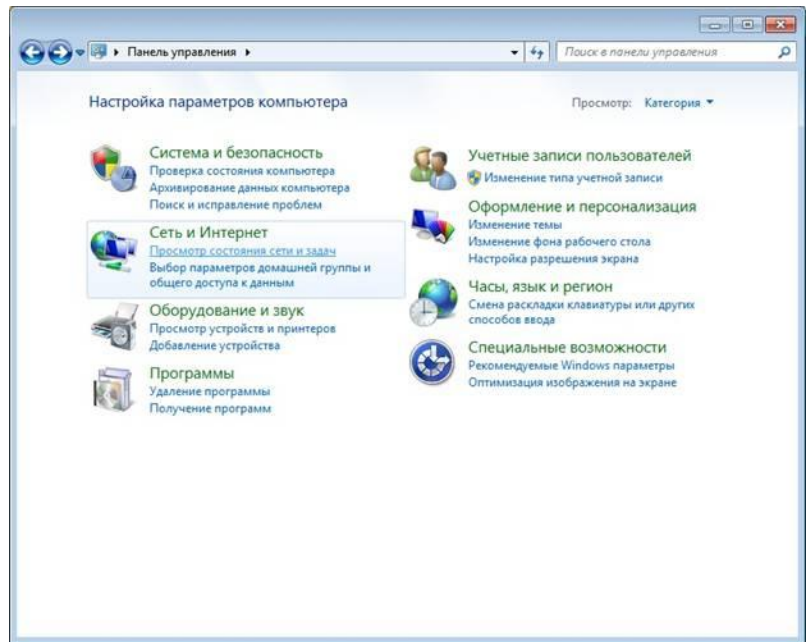 Панель управления
Поиск в панели управления
Настройка параметров компьютера
Просмотр: Категория
Система и безопасность
Проверка состояния компьютера
Архивирование данных компьютера
Поиск и исправление проблем
Сеть и Интернет
Просмотр состояния сети и задач
Выбор параметров домашней группы и
общего доступа к данным
Оборудование и звук
Просмотр устройств и принтеров
Добавление устройства
Программы
Удаление программы
Получение программ
Учетные записи пользователей
Изменение типа учетной записи
Оформление и персонализация
Изменение темы
Изменение фона рабочего стола
Настройка разрешения экрана
Часы, язык и регион
Смена раскладки клавиатуры или других
способов ввода
Специальные возможности
Рекомендуемые Windows параметры
Оптимизация изображения на экране